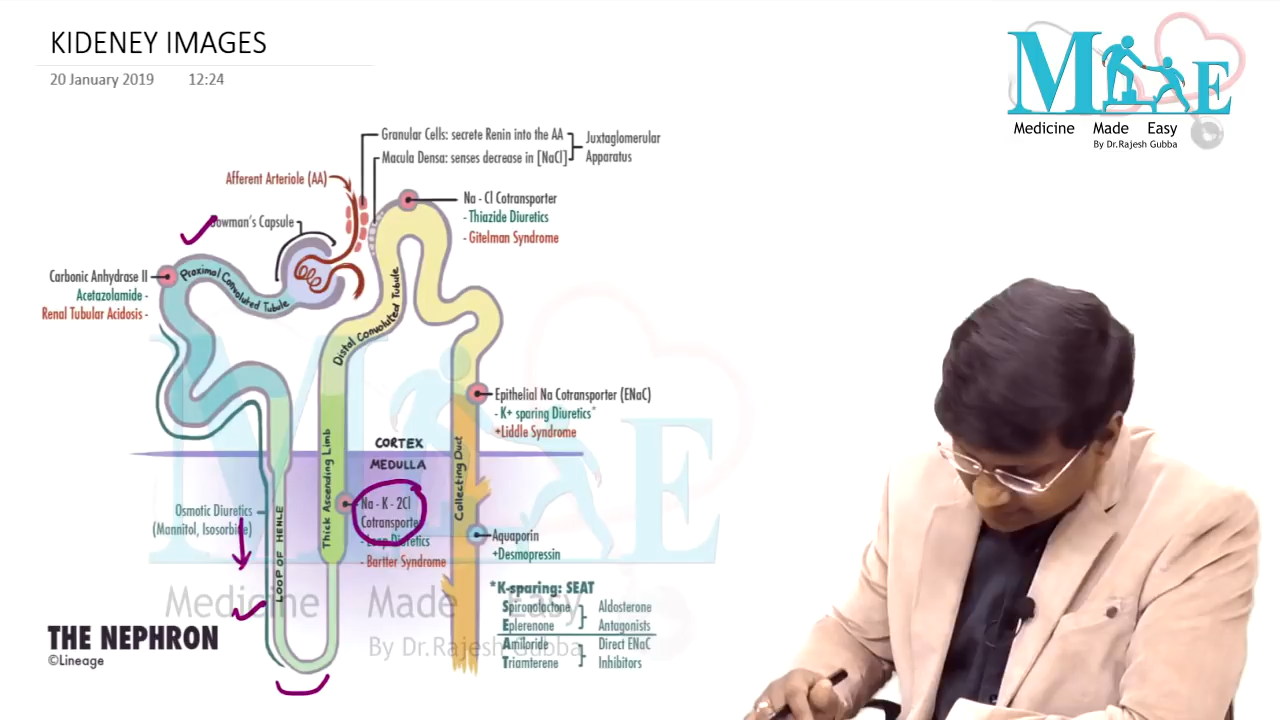 KIDENEY IMAGES
20 January 2019 12:24
M E
Medicine Made Easy
By Dr.Rajesh Gubba
Granular Cells: secrete Renin into the AA
Macula Densa: senses decrease in [NaCl]
Juxtaglomerular
Apparatus
Afferent Arteriole (AA)
Bowman's Capsule
Na - Cl Cotransporter
- Thiazide Diuretics
- Gitelman Syndrome
Carbonic Anhydrase II
Acetazolamide -
Renal Tubular Acidosis -
Proximal Convoluted Tubule
Distal Convoluted Tubule
Epithelial Na Cotransporter (ENaC)
- K+ sparing Diuretics*
+Liddle Syndrome
CORTEX
MEDULLA
Thick Ascending Limb
Collecting Duct
Na - K - 2Cl
Cotransporter
- Loop Diuretics
- Bartter Syndrome
Osmotic Diuretics
(Mannitol, Isosorbine)
LOOP OF HENLE
Aquaporin
+Desmopressin
*K-sparing: SEAT
Spironolactone
Eplerenone
Aldosterone
Antagonists
Amiloride
Triamterene
Direct ENaC
Inhibitors
THE NEPHRON
©Lineage
M E
Medicine Made Easy
By Dr.Rajesh Gubba